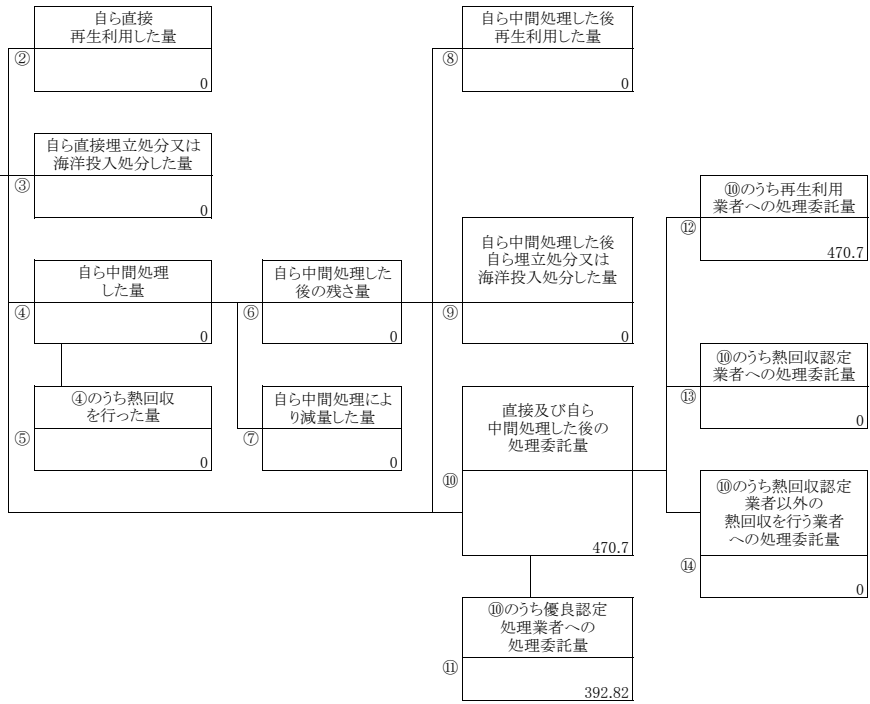 自ら直接
再生利用した量
②
0
自ら直接埋立処分又は
海洋投入処分した量
③
0
自ら中間処理
した量
④
0
④のうち熱回収
を行った量
⑤
0
自ら中間処理した
後の残さ量
⑥
0
自ら中間処理によ
り減量した量
⑦
0
自ら中間処理した後
再生利用した量
⑧
0
自ら中間処理した後
自ら埋立処分又は
海洋投入処分した量
⑨
0
直接及び自ら
中間処理した後の
処理委託量
⑩
470.7
⑩のうち優良認定
処理業者への
処理委託量
⑪
392.82
⑩のうち再生利用
業者への処理委託量
⑫
470.7
⑩のうち熱回収認定
業者への処理委託量
⑬
0
⑩のうち熱回収認定
業者以外の
熱回収を行う業者
への処理委託量
⑭
0